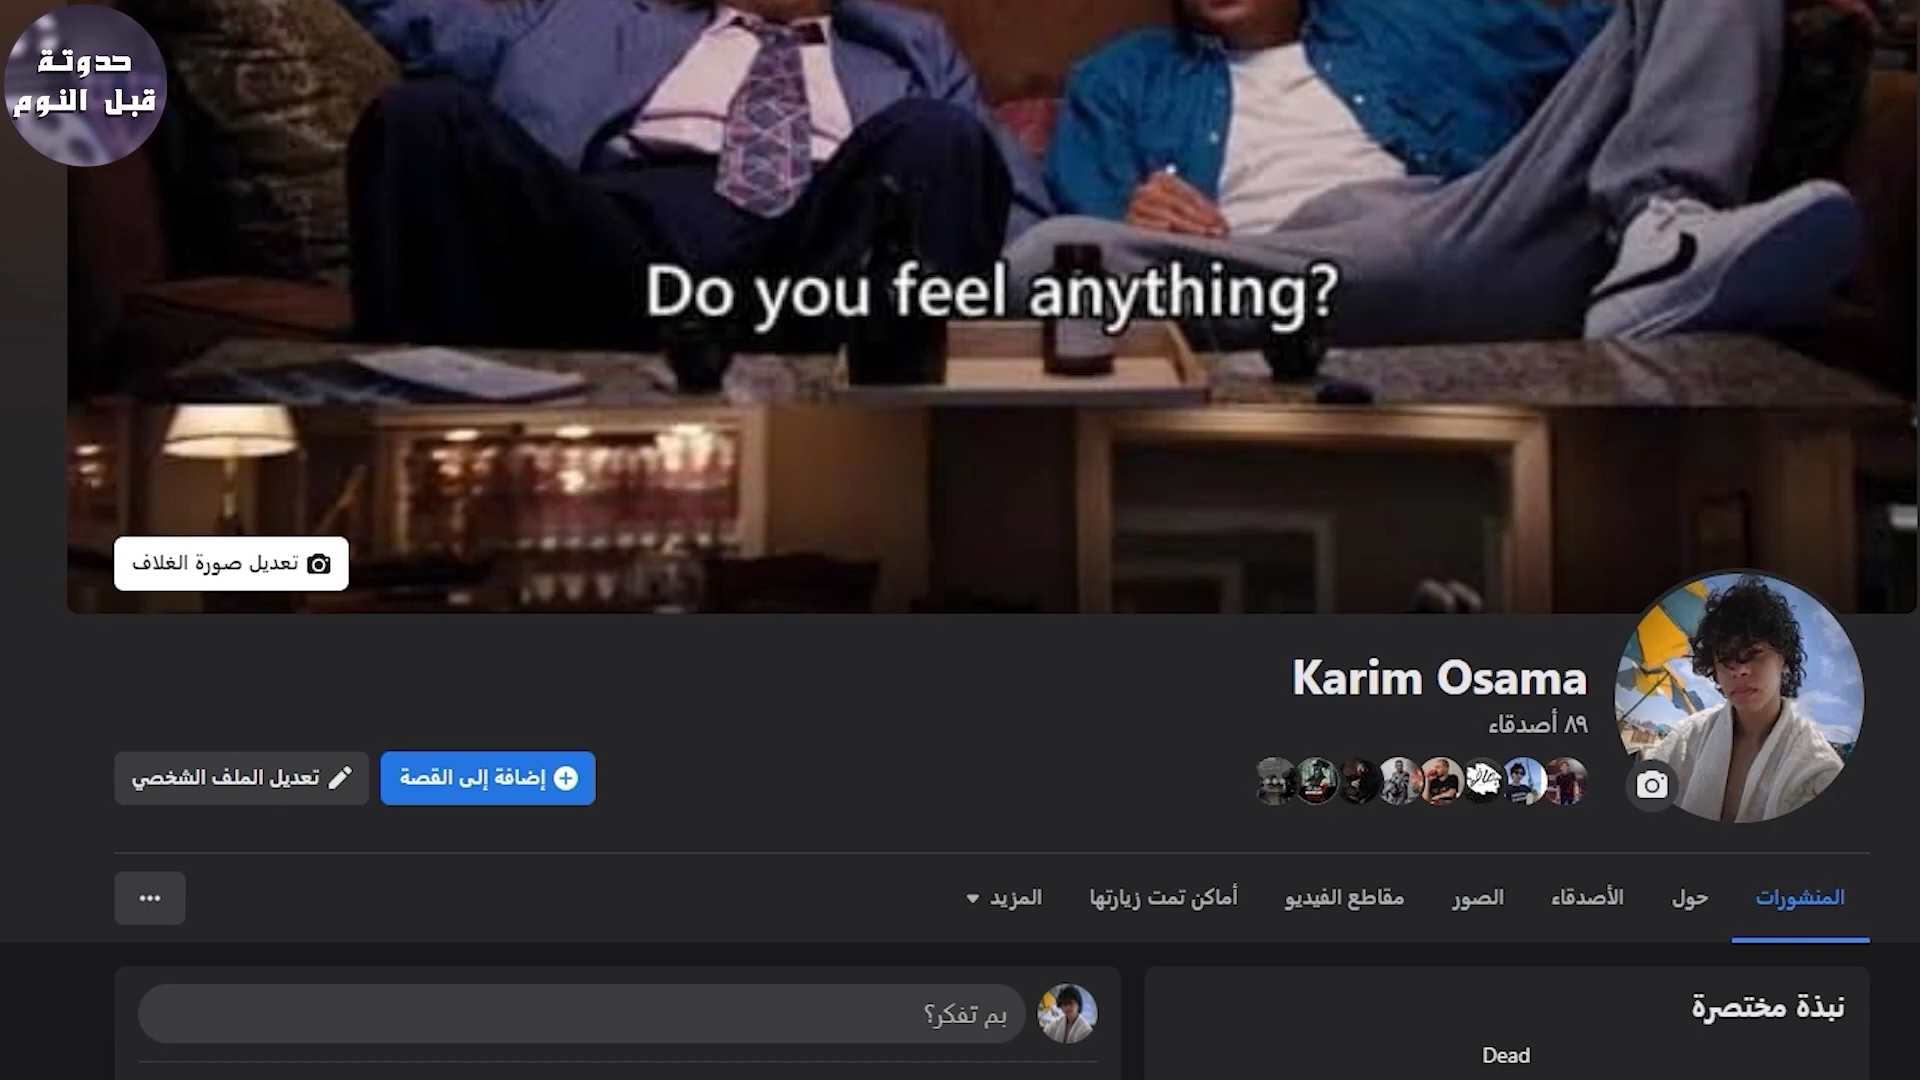 حدوتة
قبل النوم
Do you feel anything?
تعديل صورة الغلاف
Karim Osama
٨٩ أصدقاء
إضافة إلى القصة
تعديل الملف الشخصي
المنشورات
حول
الأصدقاء
الصور
مقاطع الفيديو
أماكن تمت زيارتها
المزيد
نبذة مختصرة
Dead
بم تفكر؟